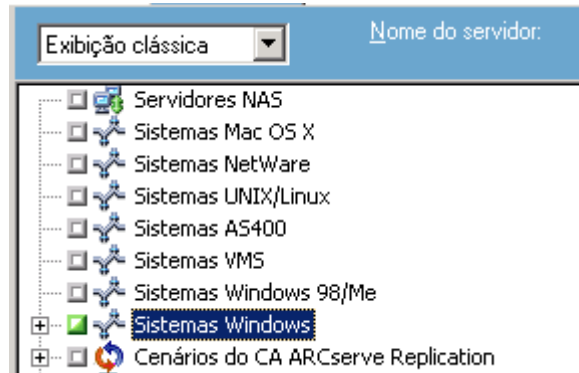 Exibição clássica
Nome do servidor:
Servidores NAS
Sistemas Mac OS X
Sistemas NetWare
Sistemas UNIX/Linux
Sistemas AS400
Sistemas VMS
Sistemas Windows 98/Me
Sistemas Windows
Cenários do CA ARCserve Replication